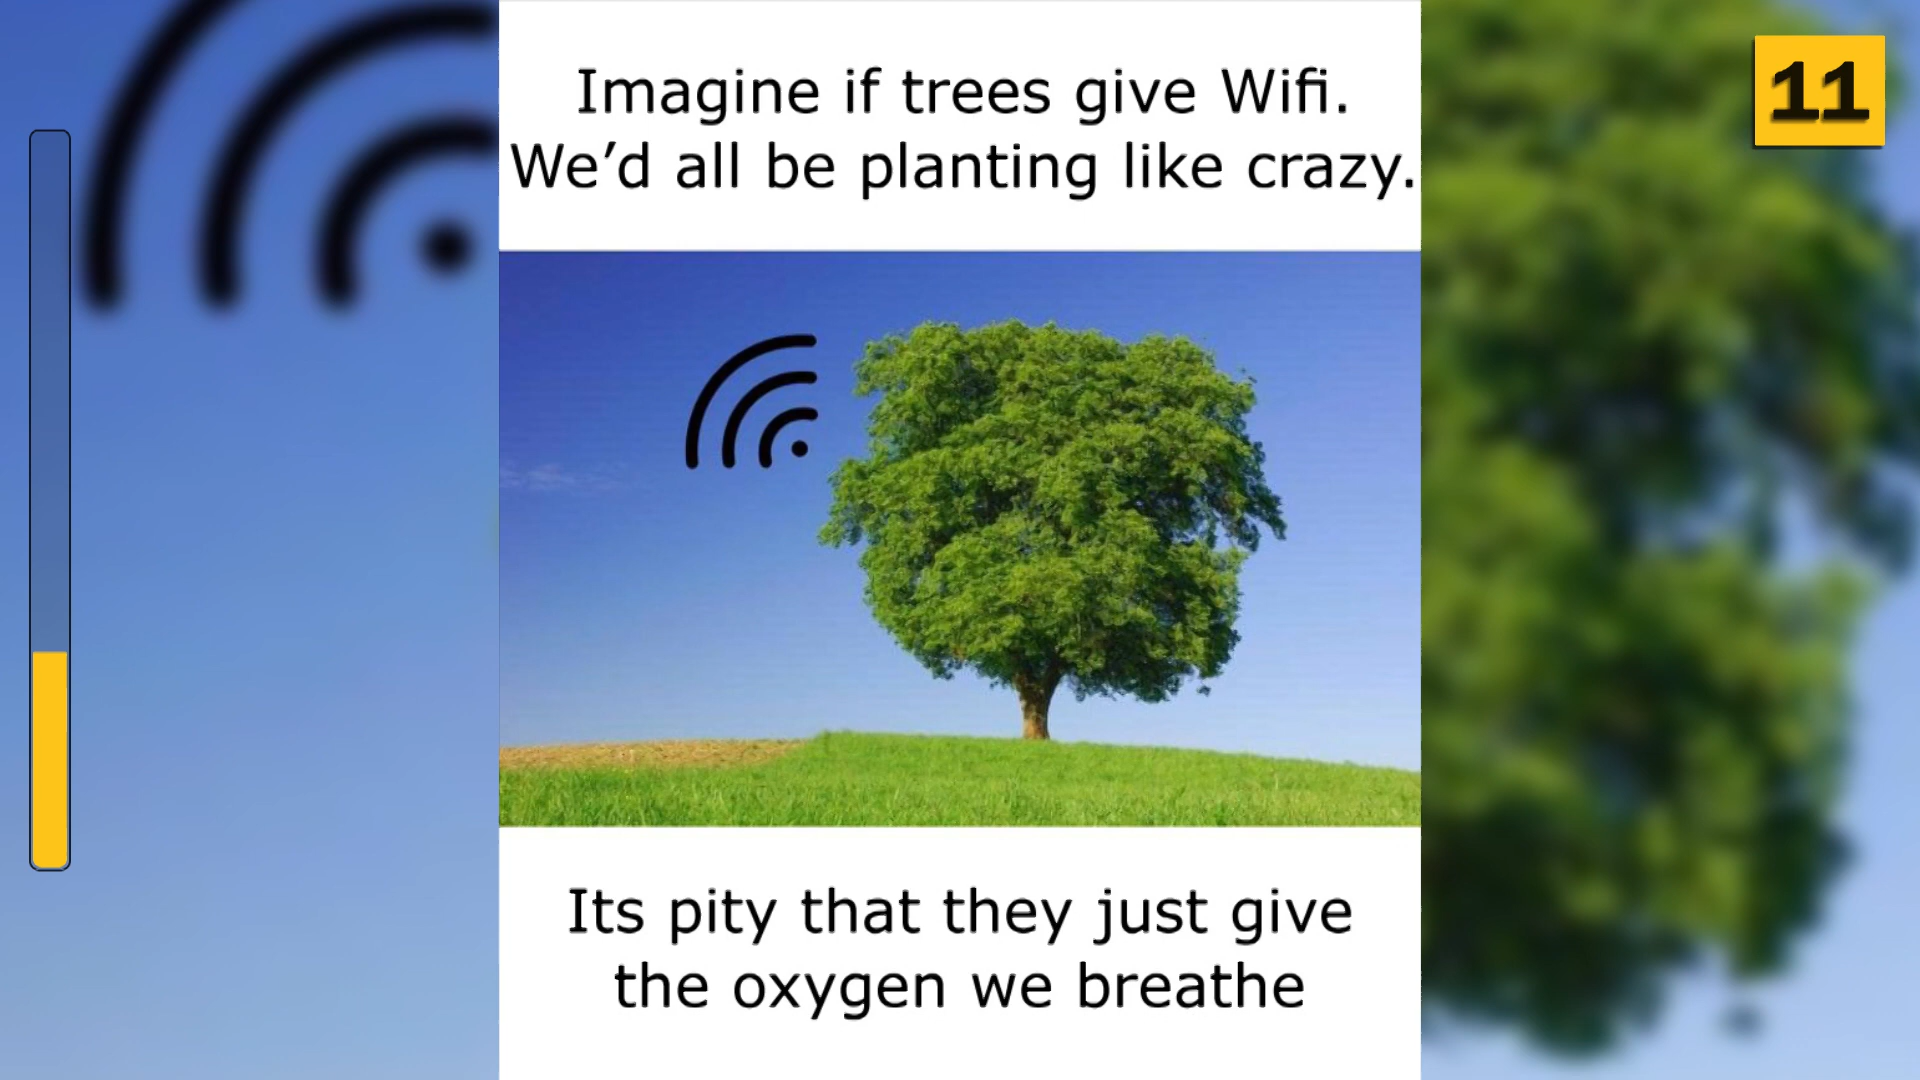 Imagine if trees give Wifi.
We’d all be planting like crazy.
11
Its pity that they just give
the oxygen we breathe